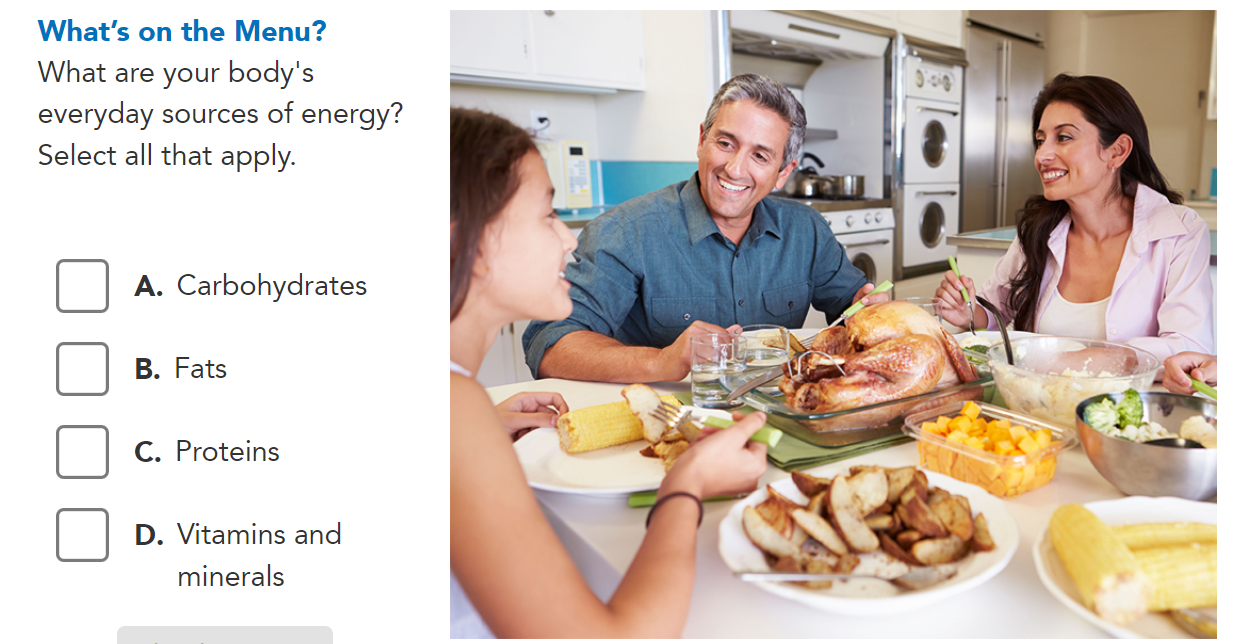 What's on the Menu?
What are your body's
everyday sources of energy?
Select all that apply.
A. Carbohydrates
B. Fats
C. Proteins
D. Vitamins and
minerals